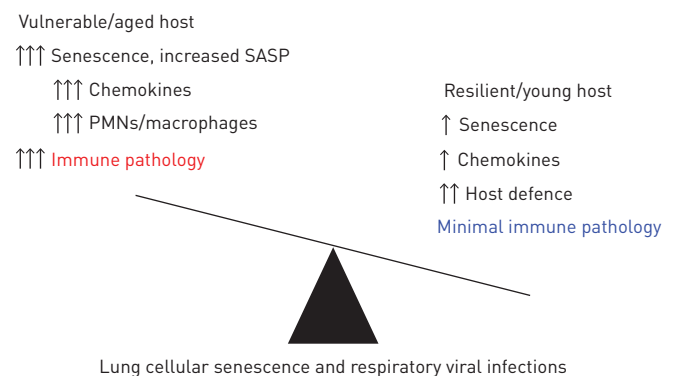 Vulnerable/aged host
↑↑↑ Senescence, increased SASP
↑↑↑ Chemokines
↑↑↑ PMNs/macrophages
↑↑↑ Immune pathology
Resilient/young host
↑ Senescence
↑ Chemokines
↑↑ Host defence
Minimal immune pathology
Lung cellular senescence and respiratory viral infections